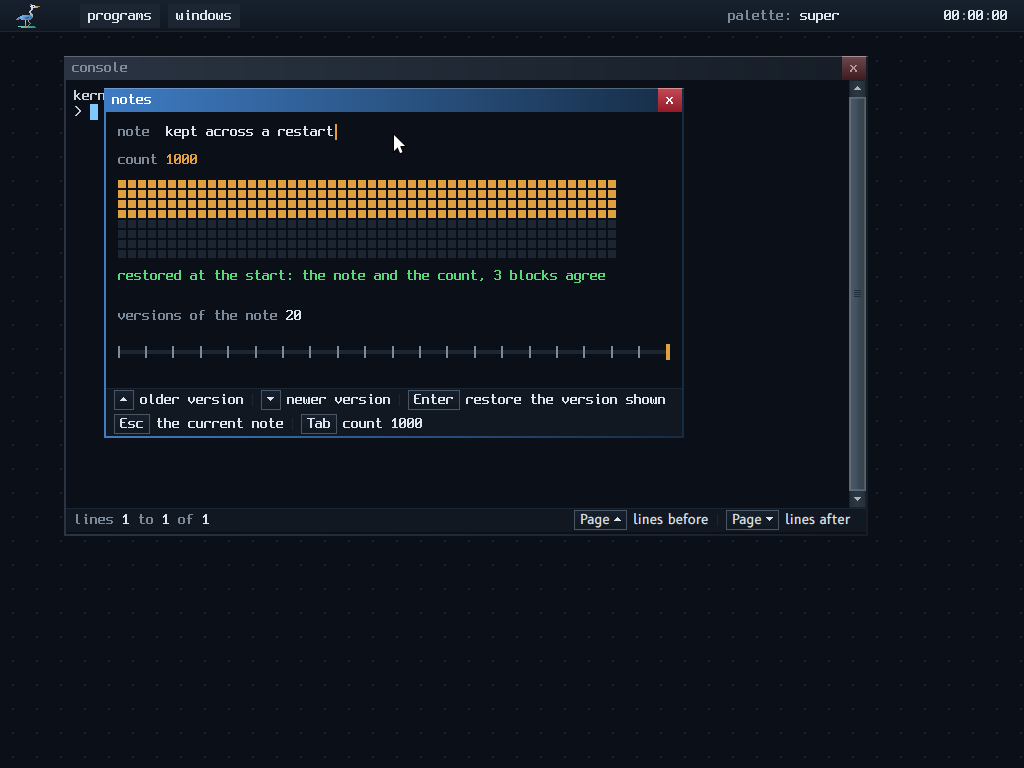 programs windows palette: super 00:00:00
console x
kern
>
notes x
note kept across a restart
count 1000
restored at the start: the note and the count, 3 blocks agree
versions of the note 20
older version newer version Enter restore the version shown
Esc the current note Tab count 1000
lines 1 to 1 of 1 Page lines before Page lines after